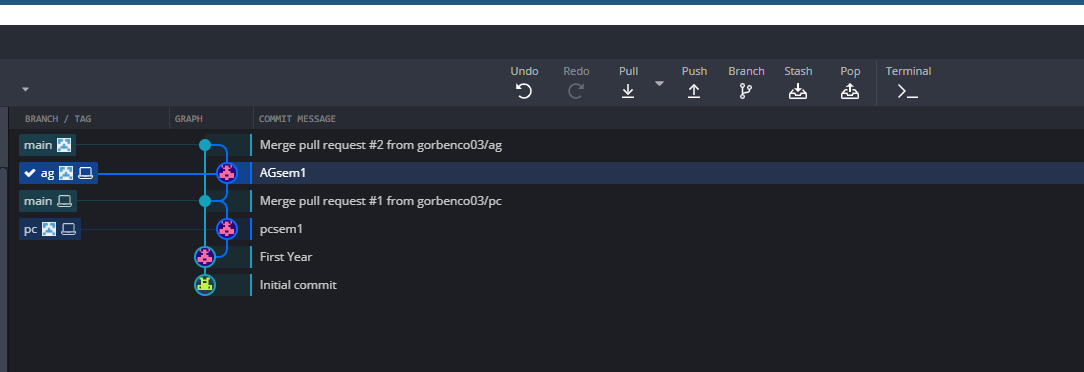 Undo Redo Pull Push Branch Stash Pop Terminal
BRANCH / TAG GRAPH COMMIT MESSAGE
main Merge pull request #2 from gorbenco03/ag
ag AGsem1
main Merge pull request #1 from gorbenco03/pc
pc pcsem1
First Year
Initial commit